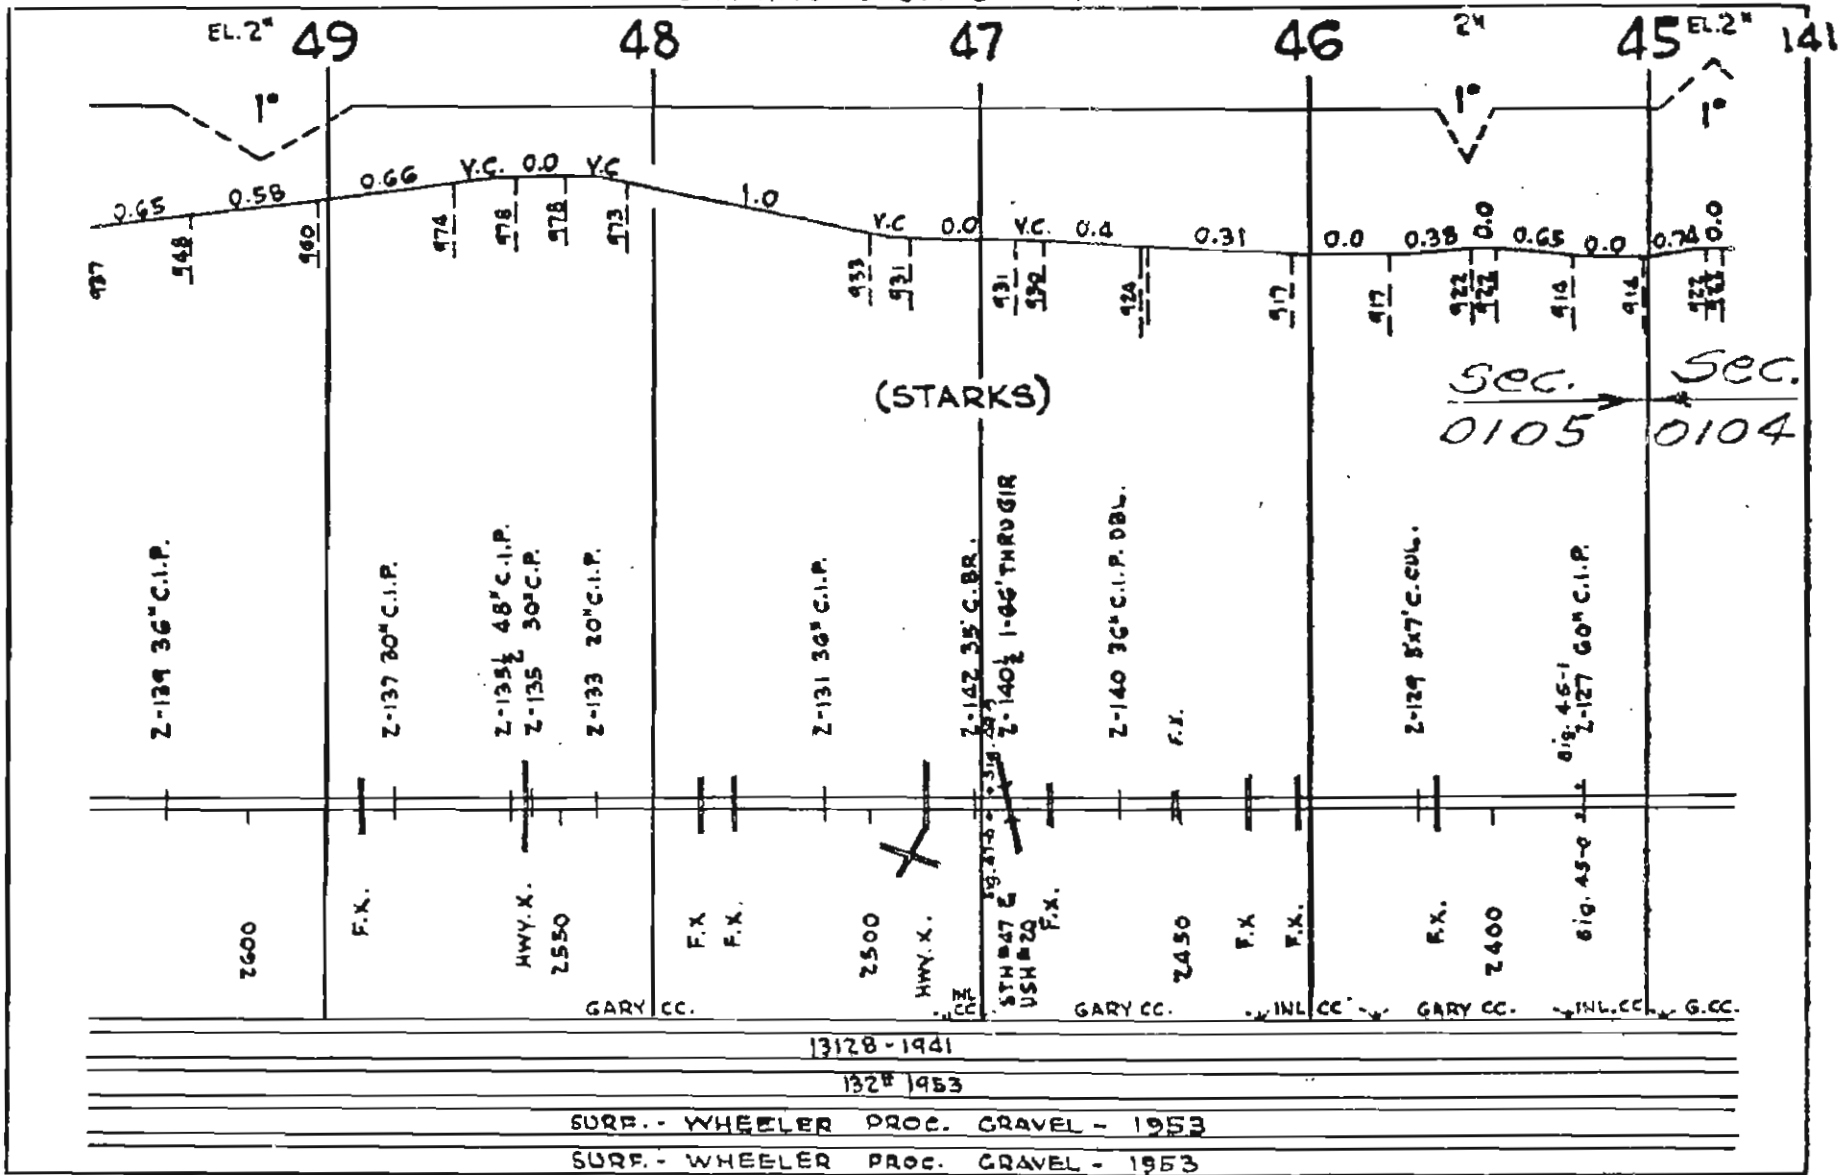 EL. 2" 49 48 47 46 2" 45 EL. 2" 141
1° 1° 1°
0.65 0.58 0.66 V.C. 0.0 V.C 1.0 V.C 0.0 V.C. 0.4 0.31 0.0 0.38 0.0 0.65 0.0 0.74 0.0
937 948 960 974 978 978 973 933 931 931 930 924 917 917 922 922 914 914 922
(STARKS)
Sec. Sec.
0105 0104
Z-139 36" C.I.P.
Z-137 30" C.I.P.
Z-135½ 48" C.I.P.
Z-135 30" C.P.
Z-133 20" C.I.P.
Z-131 36" C.I.P.
Z-142 35' C. BR.
Z-140½ 1-66' THRU GIR
Z-140 36" C.I.P. DBL.
F.X.
Z-129 5'x7' C. CUL.
Sig. 45-1
Z-127 60" C.I.P.
2600
F.X.
HWY. X.
2550
F.X
F.X.
2500
HWY. X.
STH #47 &
USH #20
F.X.
2450
F.X
F.X.
F.X.
2400
Sig. 45-0
GARY CC. INL CC GARY CC. INL CC GARY CC. INL. CC G. CC.
13128 - 1941
132# 1953
SURF. - WHEELER PROC. GRAVEL - 1953
SURF. - WHEELER PROC. GRAVEL - 1953